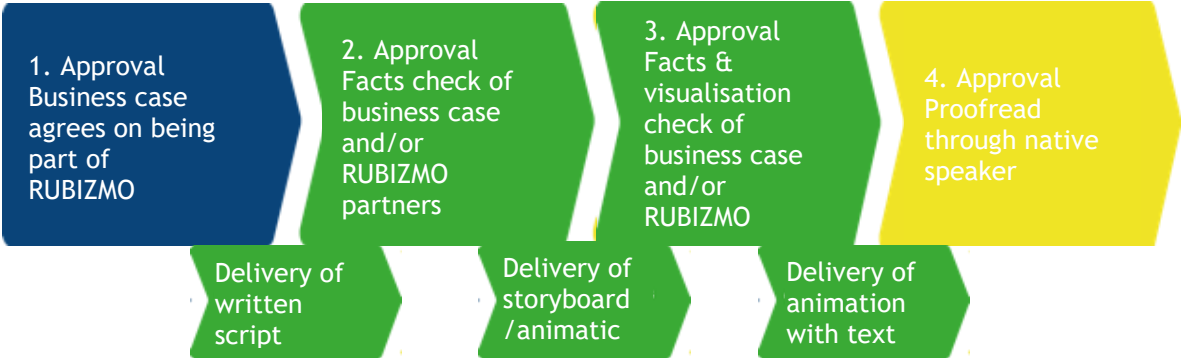 1. Approval
Business case
agrees on being
part of
RUBIZMO
2. Approval
Facts check of
business case
and/or
RUBIZMO
partners
3. Approval
Facts &
visualisation
check of
business case
and/or
RUBIZMO
4. Approval
Proofread
through native
speaker
Delivery of
written
script
Delivery of
storyboard
/animatic
Delivery of
animation
with text